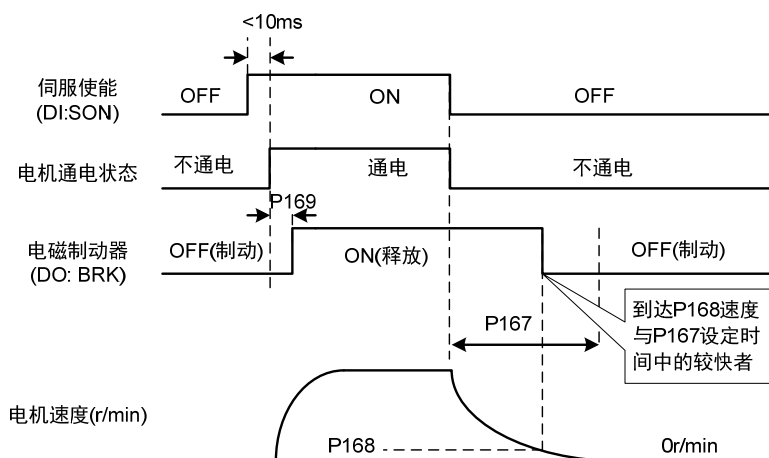 <10ms
伺服使能
(DI:SON)
OFF
ON
OFF
电机通电状态
不通电
通电
不通电
P169
电磁制动器
(DO: BRK)
OFF(制动)
ON(释放)
OFF(制动)
P167
到达P168速度
与P167设定时
间中的较快者
电机速度(r/min)
P168
0r/min